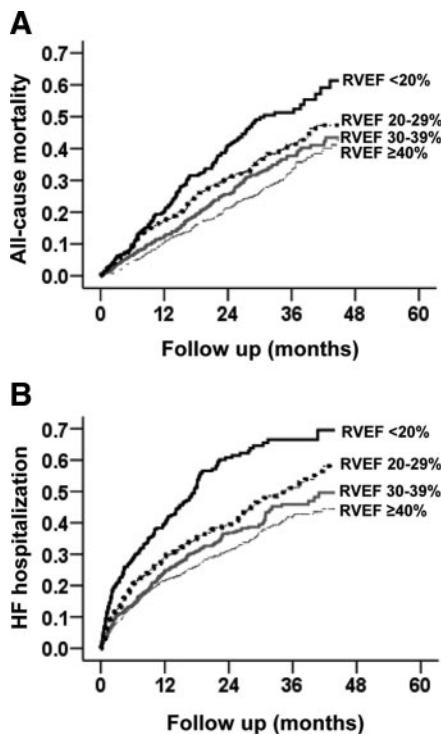 A
All-cause mortality
0.7
0.6
0.5
0.4
0.3
0.2
0.1
0.0
RVEF <20%
RVEF 20-29%
RVEF 30-39%
RVEF ≥40%
0 12 24 36 48 60
Follow up (months)
B
HF hospitalization
0.7
0.6
0.5
0.4
0.3
0.2
0.1
0.0
RVEF <20%
RVEF 20-29%
RVEF 30-39%
RVEF ≥40%
0 12 24 36 48 60
Follow up (months)